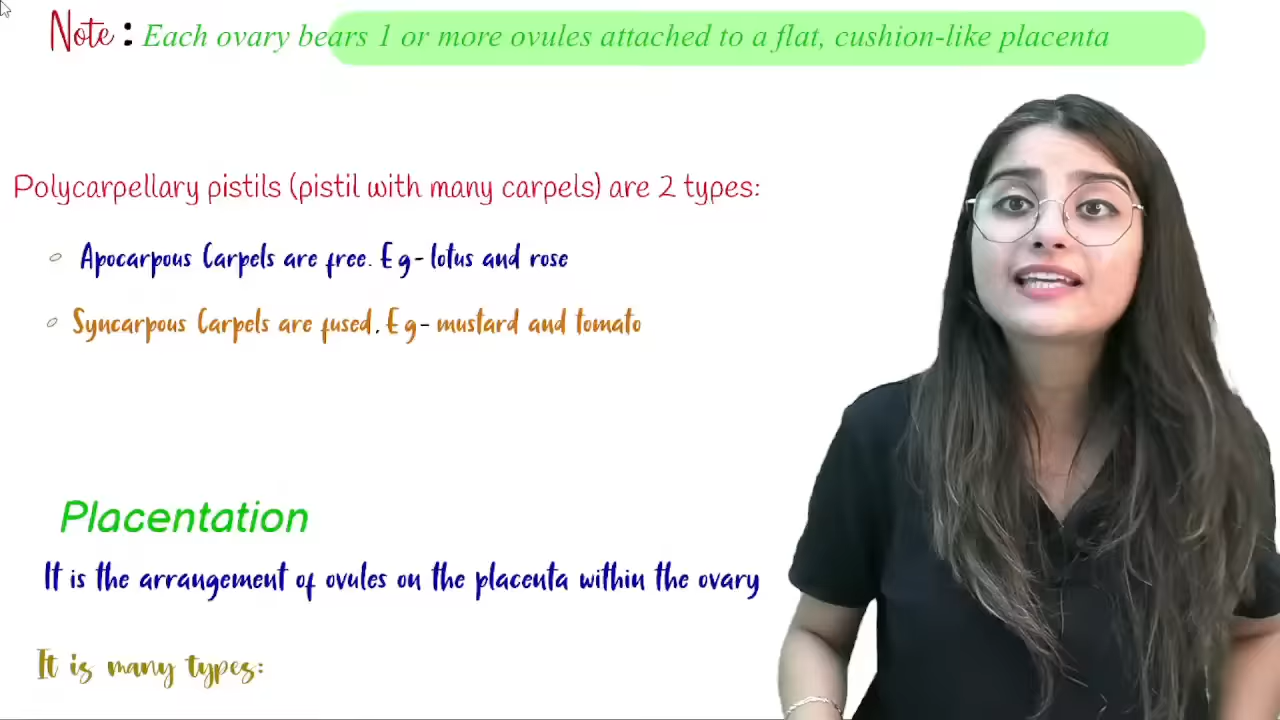 Note : Each ovary bears 1 or more ovules attached to a flat, cushion-like placenta
Polycarpellary pistils (pistil with many carpels) are 2 types:
Apocarpous Carpels are free. Eg- lotus and rose
Syncarpous Carpels are fused. Eg- mustard and tomato
Placentation
It is the arrangement of ovules on the placenta within the ovary
It is many types: